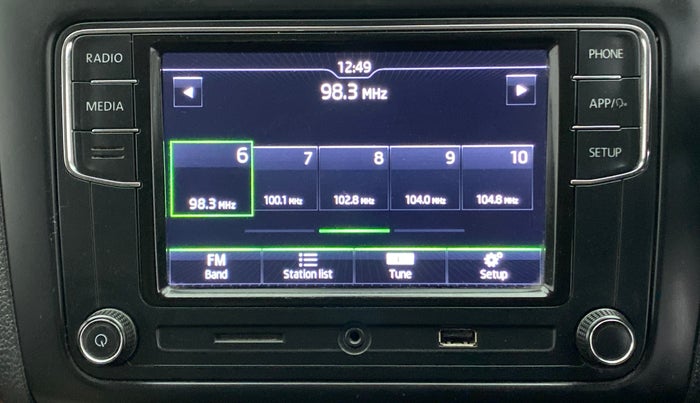 RADIO
MEDIA
PHONE
APP/
SETUP
12:49
98.3 MHz
6
7
8
9
10
98.3 MHz
100.1 MHz
102.8 MHz
104.0 MHz
104.8 MHz
FM
Band
Station list
Tune
Setup